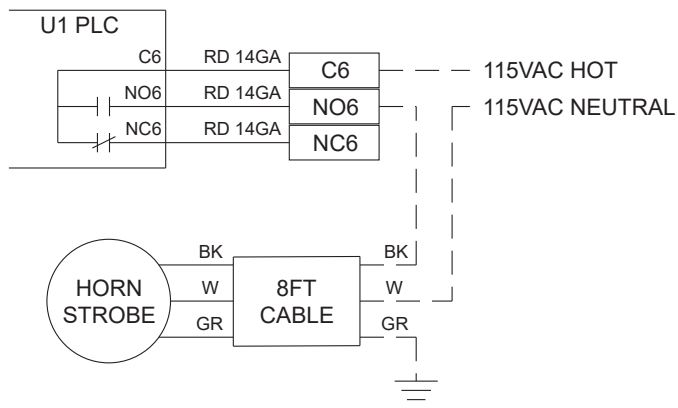 U1 PLC
C6 RD 14GA C6 115VAC HOT
NO6 RD 14GA NO6 115VAC NEUTRAL
NC6 RD 14GA NC6
BK BK
HORN STROBE
W
8FT CABLE
W
GR GR